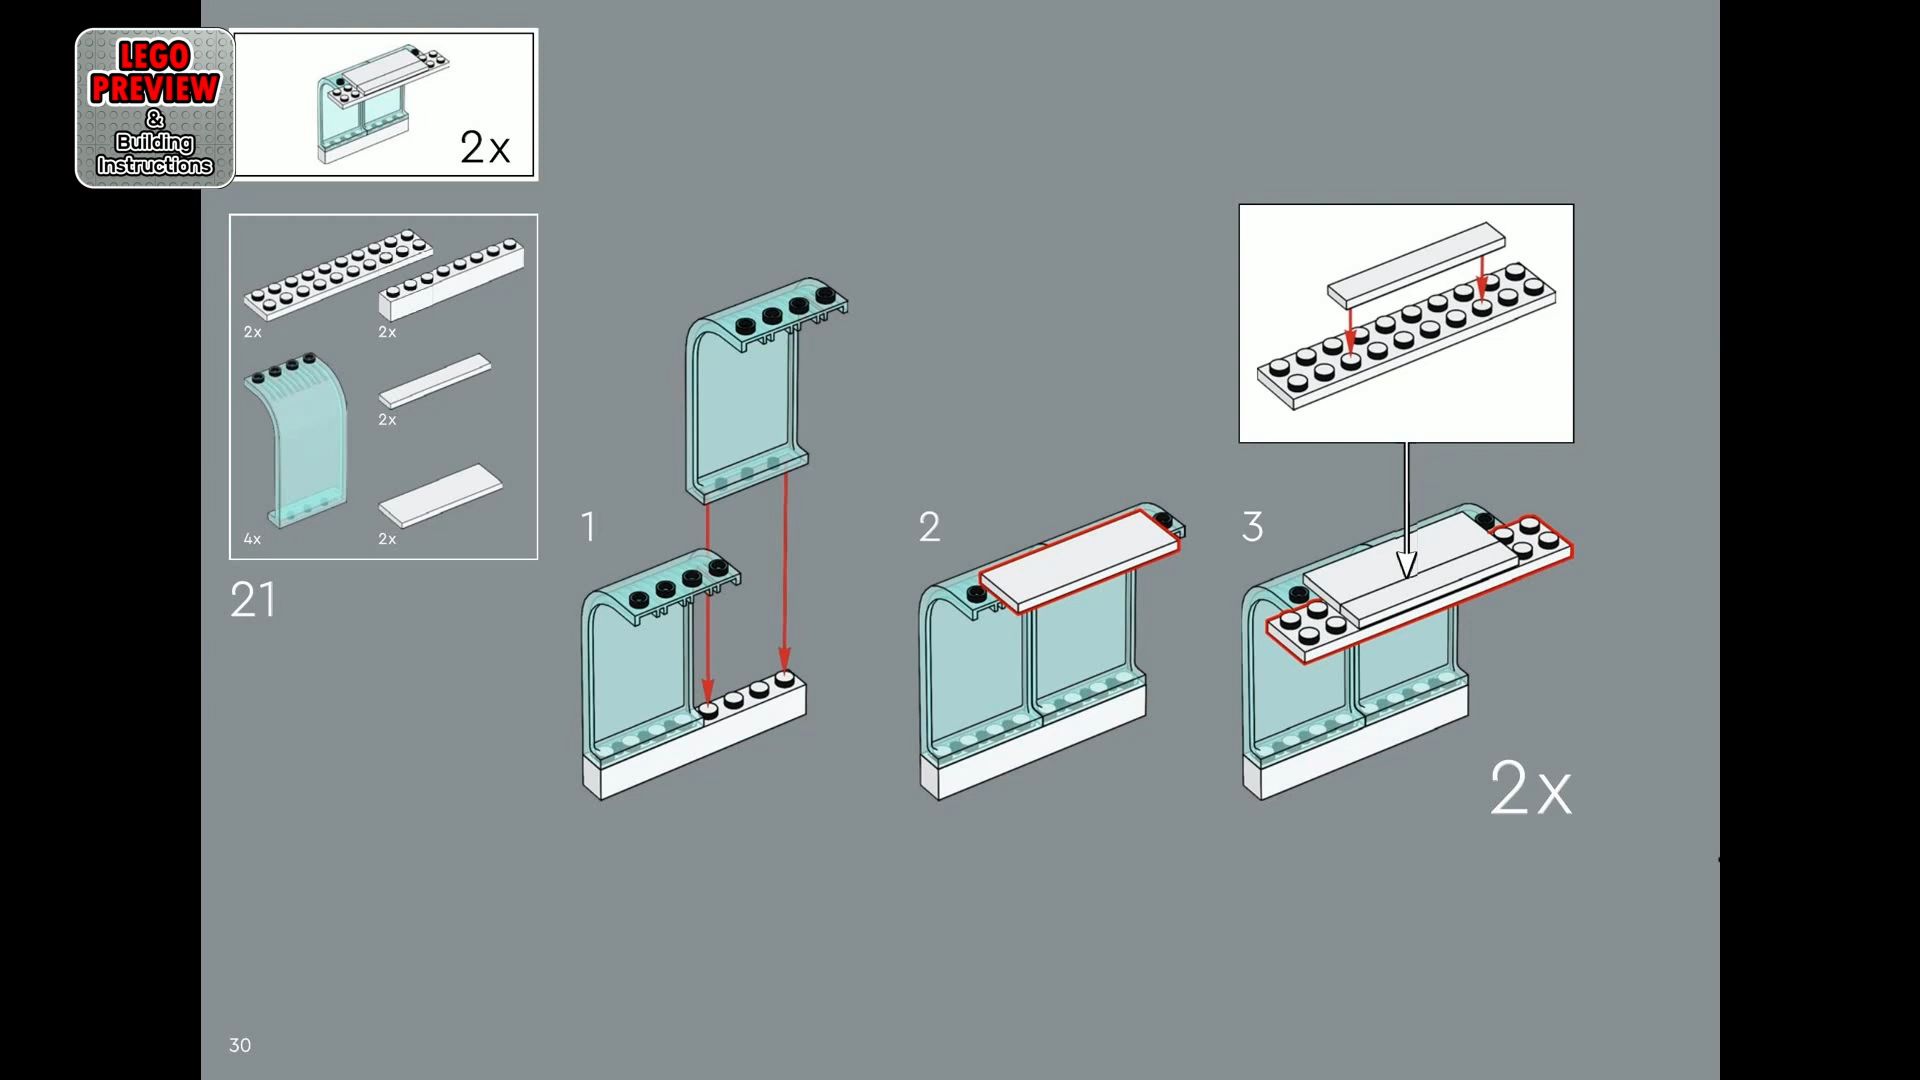 LEGO
PREVIEW
&
Building
Instructions
2x
2x
2x
2x
4x
2x
21
1
2
3
2x
30